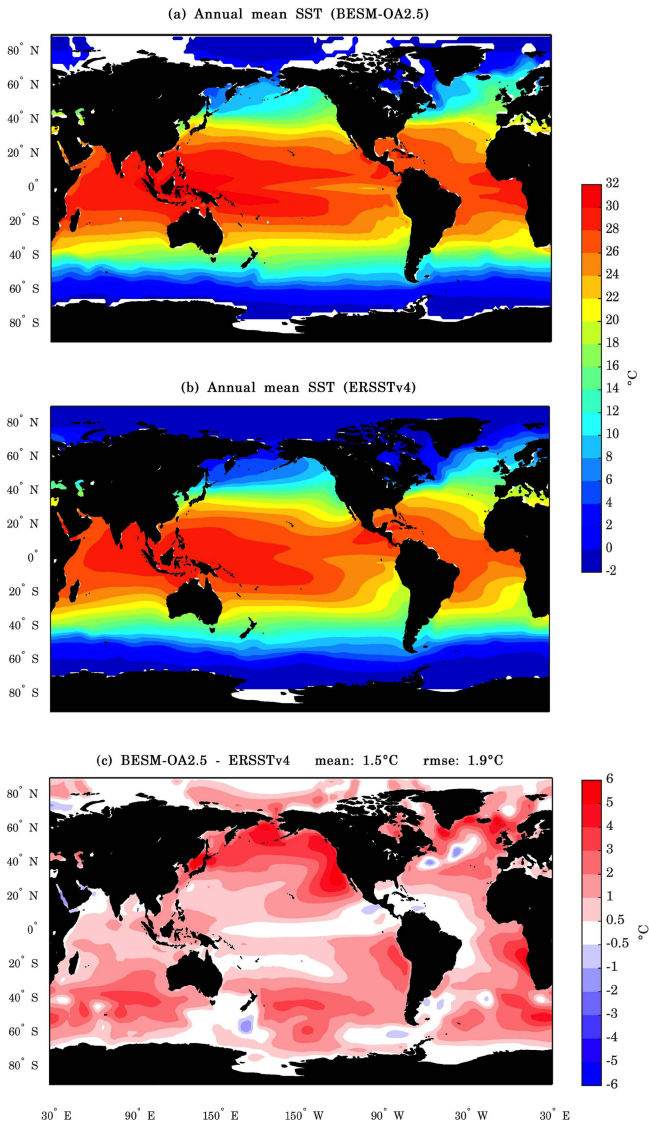 (a) Annual mean SST (BESM-OA2.5)
80° N
60° N
40° N
20° N
0°
20° S
40° S
60° S
80° S
(b) Annual mean SST (ERSSTv4)
80° N
60° N
40° N
20° N
0°
20° S
40° S
60° S
80° S
32
30
28
26
24
22
20
18
16
14
12
10
8
6
4
2
0
-2
°C
(c) BESM-OA2.5 - ERSSTv4 mean: 1.5°C rmse: 1.9°C
80° N
60° N
40° N
20° N
0°
20° S
40° S
60° S
80° S
30° E 90° E 150° E 150° W 90° W 30° W 30° E
6
5
4
3
2
1
0.5
-0.5
-1
-2
-3
-4
-5
-6
°C